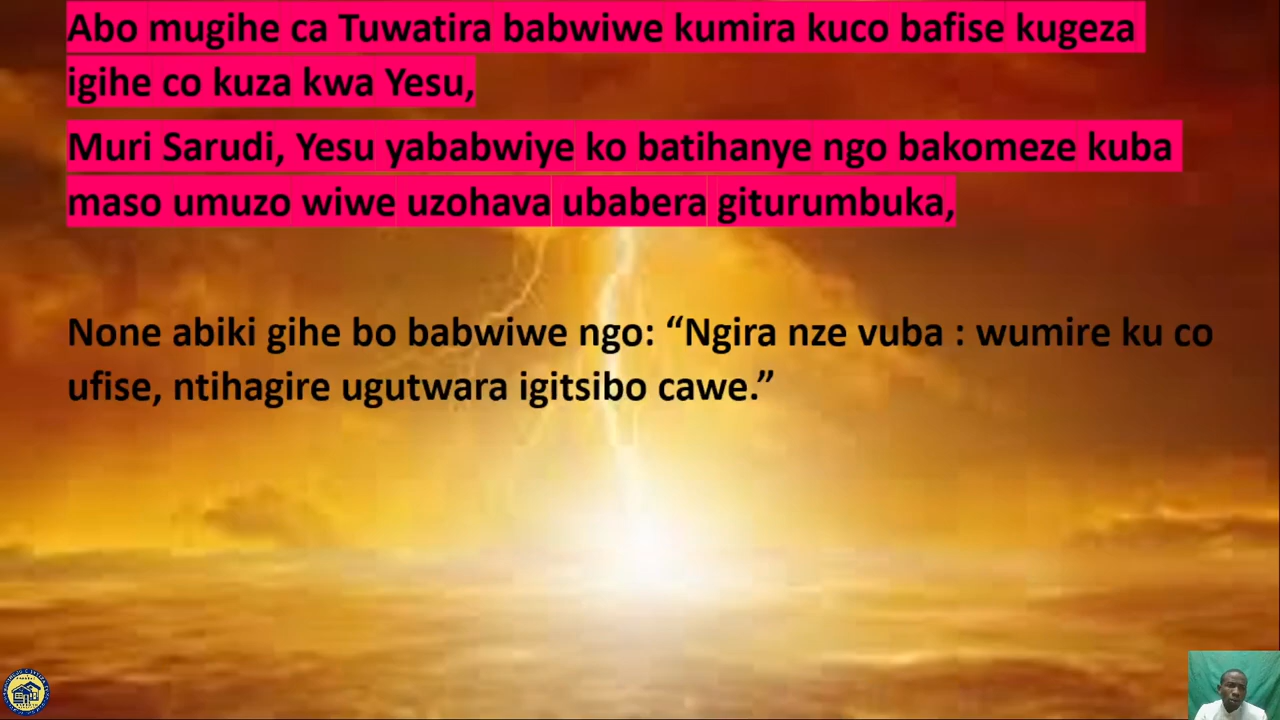 Abo mugihe ca Tuwatira babwiwe kumira kuco bafise kugeza
igihe co kuza kwa Yesu,
Muri Sarudi, Yesu yababwiye ko batihanye ngo bakomeze kuba
maso umuzo wiwe uzohava ubabera giturumbuka,
None abiki gihe bo babwiwe ngo: “Ngira nze vuba : wumire ku co
ufise, ntihagire ugutwara igitsibo cawe.”